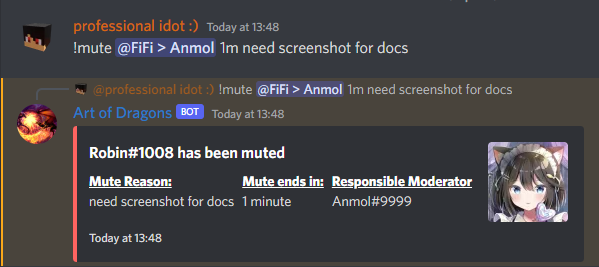 professional idot :) Today at 13:48
!mute @FiFi > Anmol 1m need screenshot for docs
@professional idot :) !mute @FiFi > Anmol 1m need screenshot for docs
Art of Dragons BOT Today at 13:48
Robin#1008 has been muted
Mute Reason: Mute ends in: Responsible Moderator
need screenshot for docs 1 minute Anmol#9999
Today at 13:48